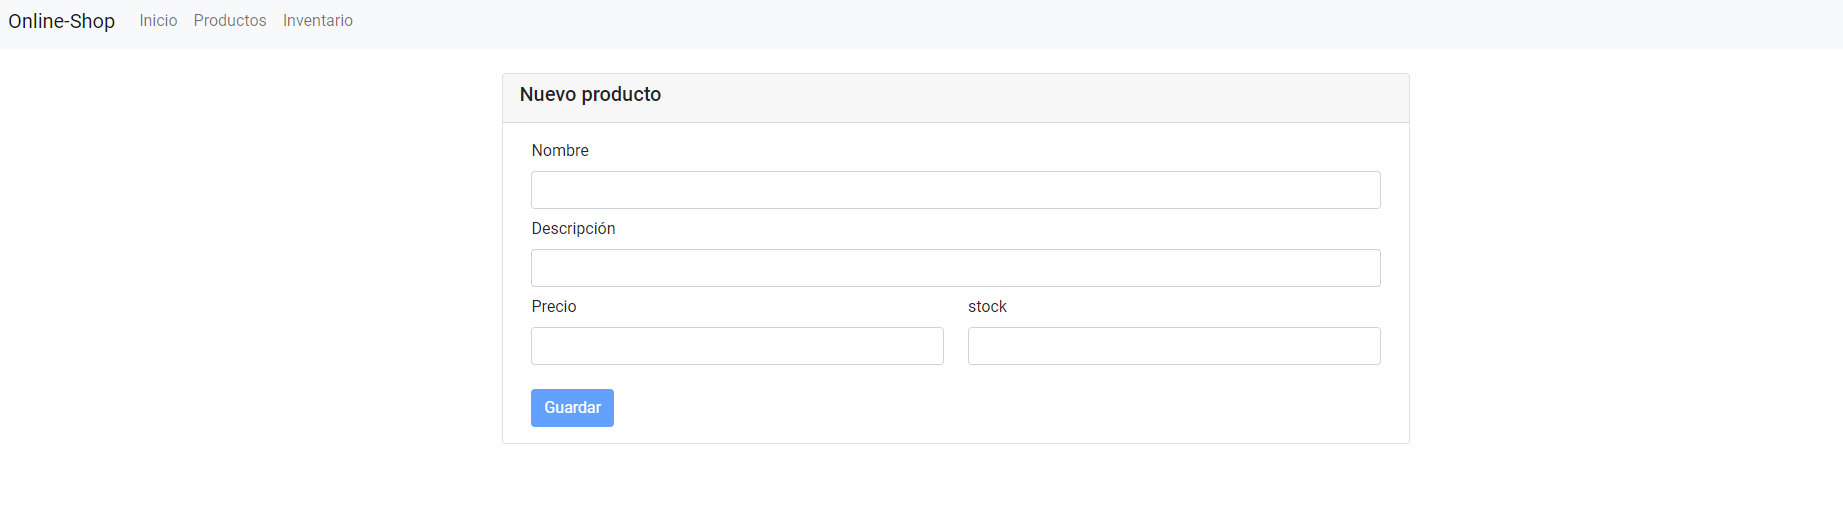 Online-Shop Inicio Productos Inventario
Nuevo producto
Nombre
Descripción
Precio stock
Guardar